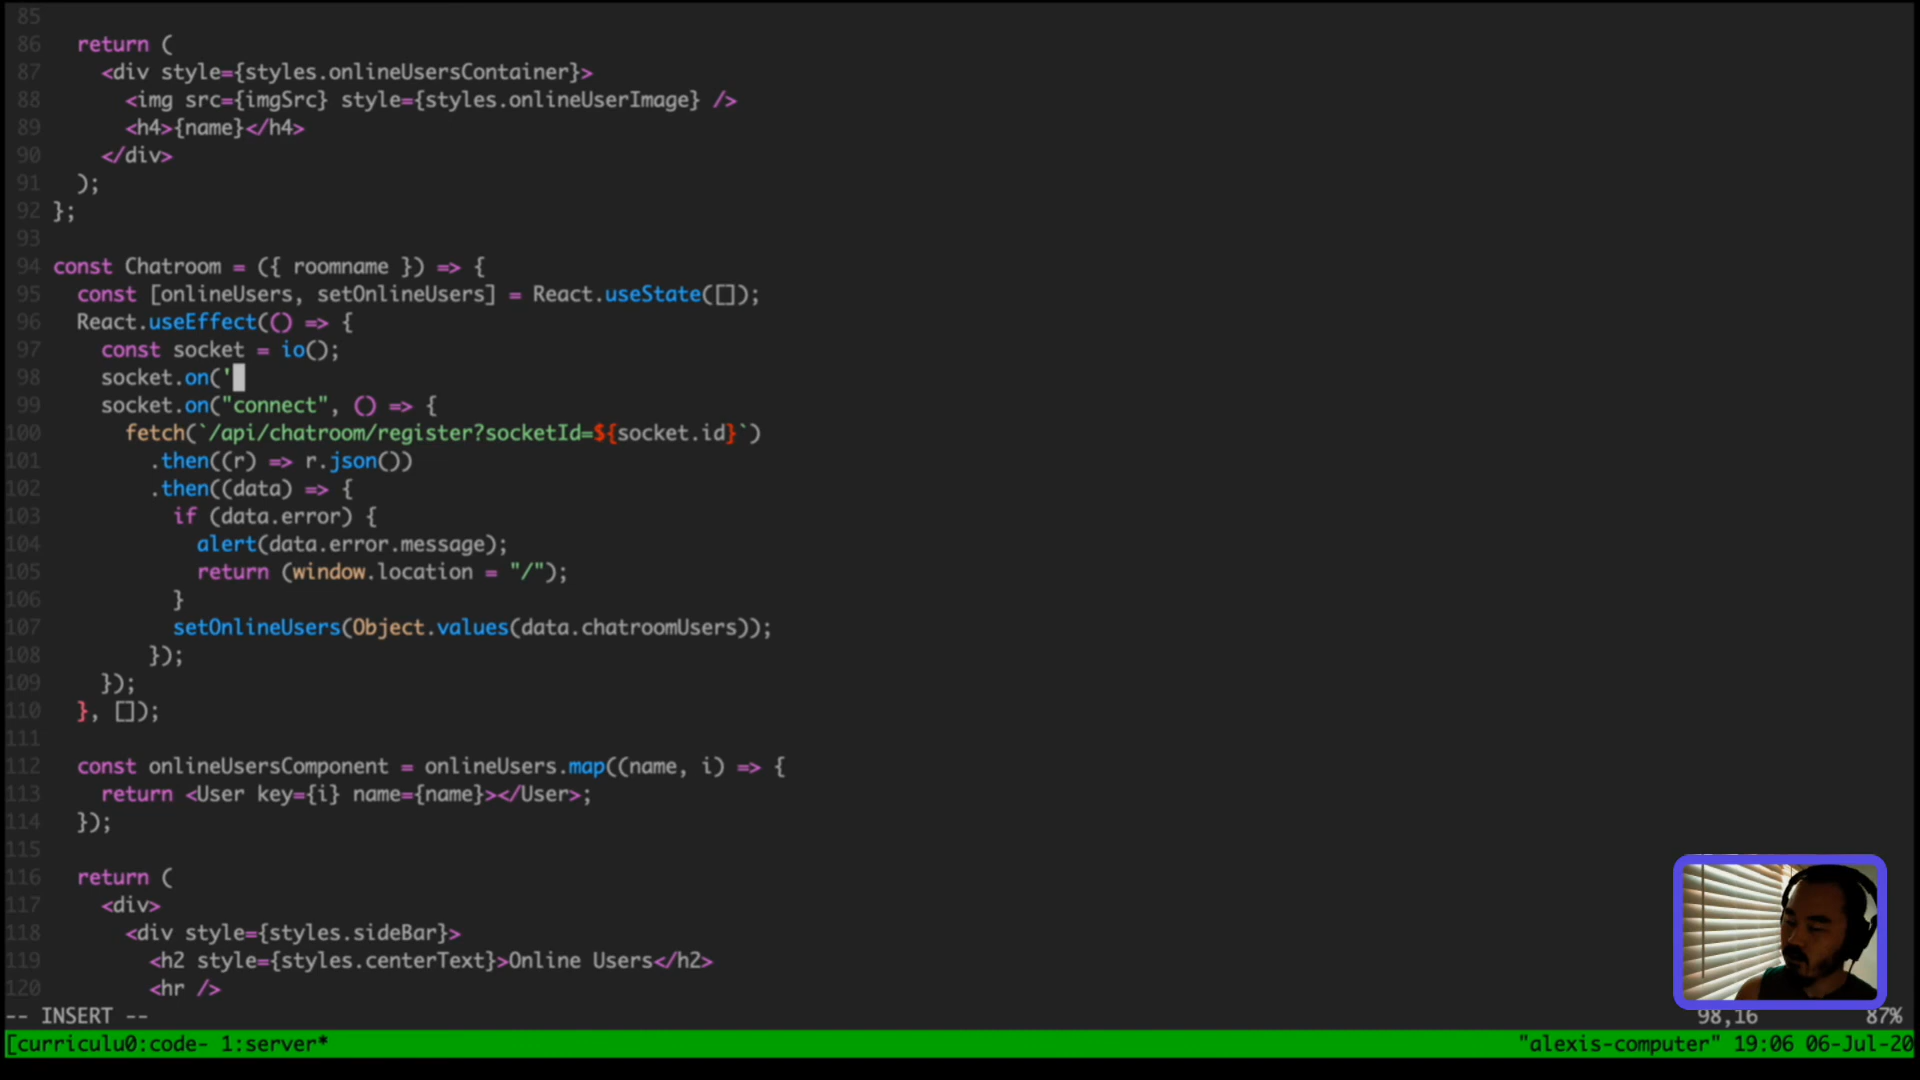 85
86 return (
87 <div style={styles.onlineUsersContainer}>
88 <img src={imgSrc} style={styles.onlineUserImage} />
89 <h4>{name}</h4>
90 </div>
91 );
92 };
93
94 const Chatroom = ({ roomname }) => {
95 const [onlineUsers, setOnlineUsers] = React.useState([]);
96 React.useEffect(() => {
97 const socket = io();
98 socket.on('
99 socket.on("connect", () => {
100 fetch(`/api/chatroom/register?socketId=${socket.id}`)
101 .then((r) => r.json())
102 .then((data) => {
103 if (data.error) {
104 alert(data.error.message);
105 return (window.location = "/");
106 }
107 setOnlineUsers(Object.values(data.chatroomUsers));
108 });
109 });
110 }, []);
111
112 const onlineUsersComponent = onlineUsers.map((name, i) => {
113 return <User key={i} name={name}></User>;
114 });
115
116 return (
117 <div>
118 <div style={styles.sideBar}>
119 <h2 style={styles.centerText}>Online Users</h2>
120 <hr />
-- INSERT -- 98,16 87%
[curriculu0:code- 1:server* "alexis-computer" 19:06 06-Jul-20